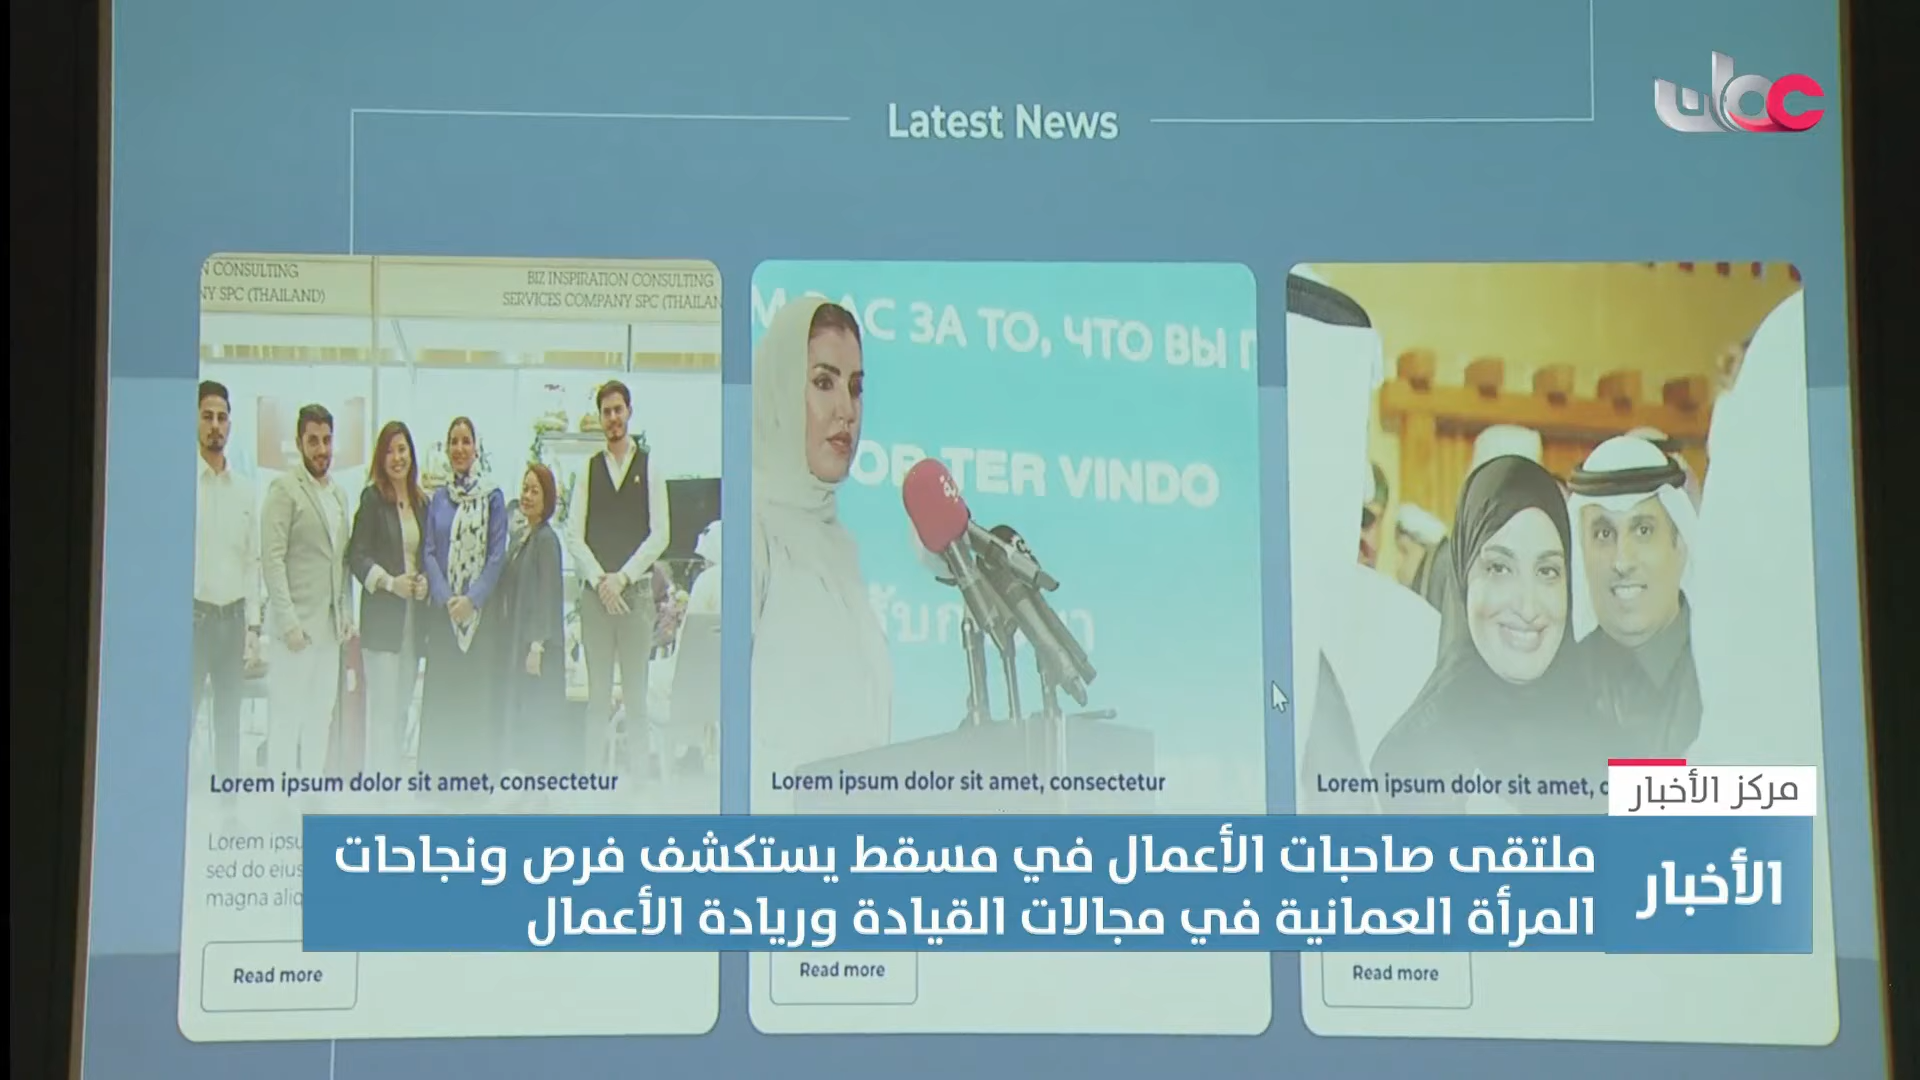 عمان
Latest News
N CONSULTING
NY SPC (THAILAND)
BIZ INSPIRATION CONSULTING
SERVICES COMPANY SPC (THAILAN
ЗА ТО, ЧТО ВЫ
TER VINDO
Lorem ipsum dolor sit amet, consectetur
Lorem ipsu
sed do eius
magna aliq
Read more
Lorem ipsum dolor sit amet, consectetur
Read more
Lorem ipsum dolor sit amet, c
Read more
مركز الأخبار
الأخبار
ملتقى صاحبات الأعمال في مسقط يستكشف فرص ونجاحات
المرأة العمانية في مجالات القيادة وريادة الأعمال